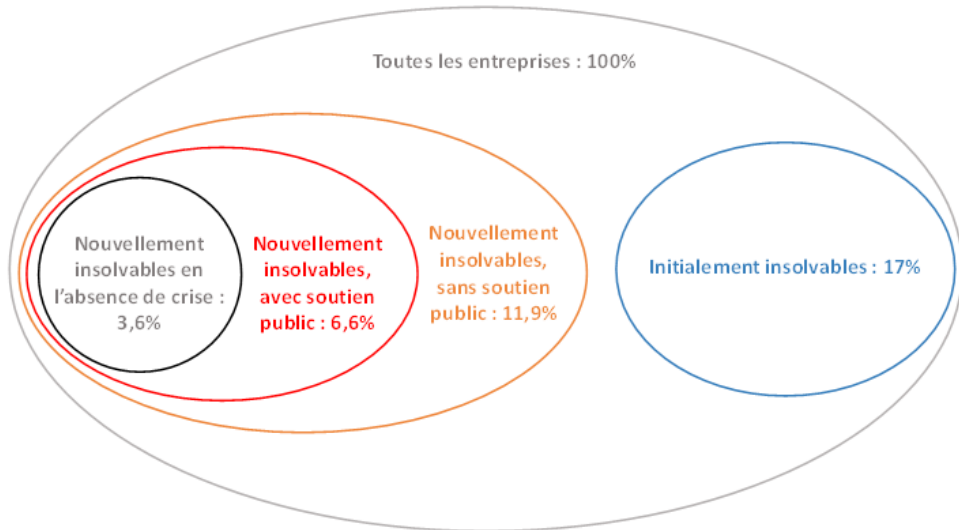 Toutes les entreprises : 100%
Nouvellement
insolvables en
l'absence de crise :
3,6%
Nouvellement
insolvables,
avec soutien
public : 6,6%
Nouvellement
insolvables,
sans soutien
public : 11,9%
Initialement insolvables : 17%